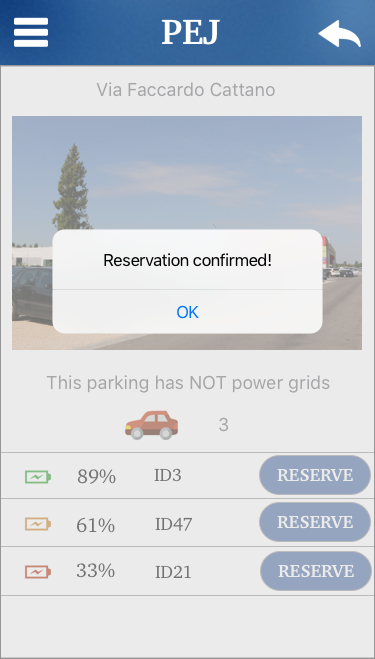 PEJ
Via Faccardo Cattano
Reservation confirmed!
OK
This parking has NOT power grids
3
89% ID3 RESERVE
61% ID47 RESERVE
33% ID21 RESERVE